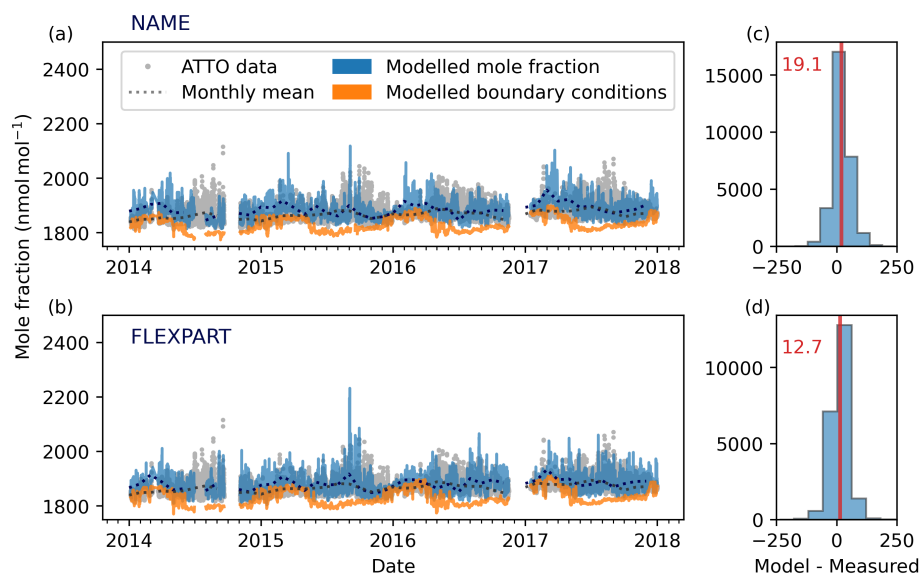 NAME
(a)
(c)
ATTO data
Monthly mean
Modelled mole fraction
Modelled boundary conditions
2400
2200
2000
1800
2014
2015
2016
2017
2018
19.1
15000
10000
5000
0
−250
0
250
Mole fraction (nmol mol⁻¹)
(b)
(d)
FLEXPART
2400
2200
2000
1800
2014
2015
2016
2017
2018
Date
12.7
10000
5000
0
−250
0
250
Model - Measured